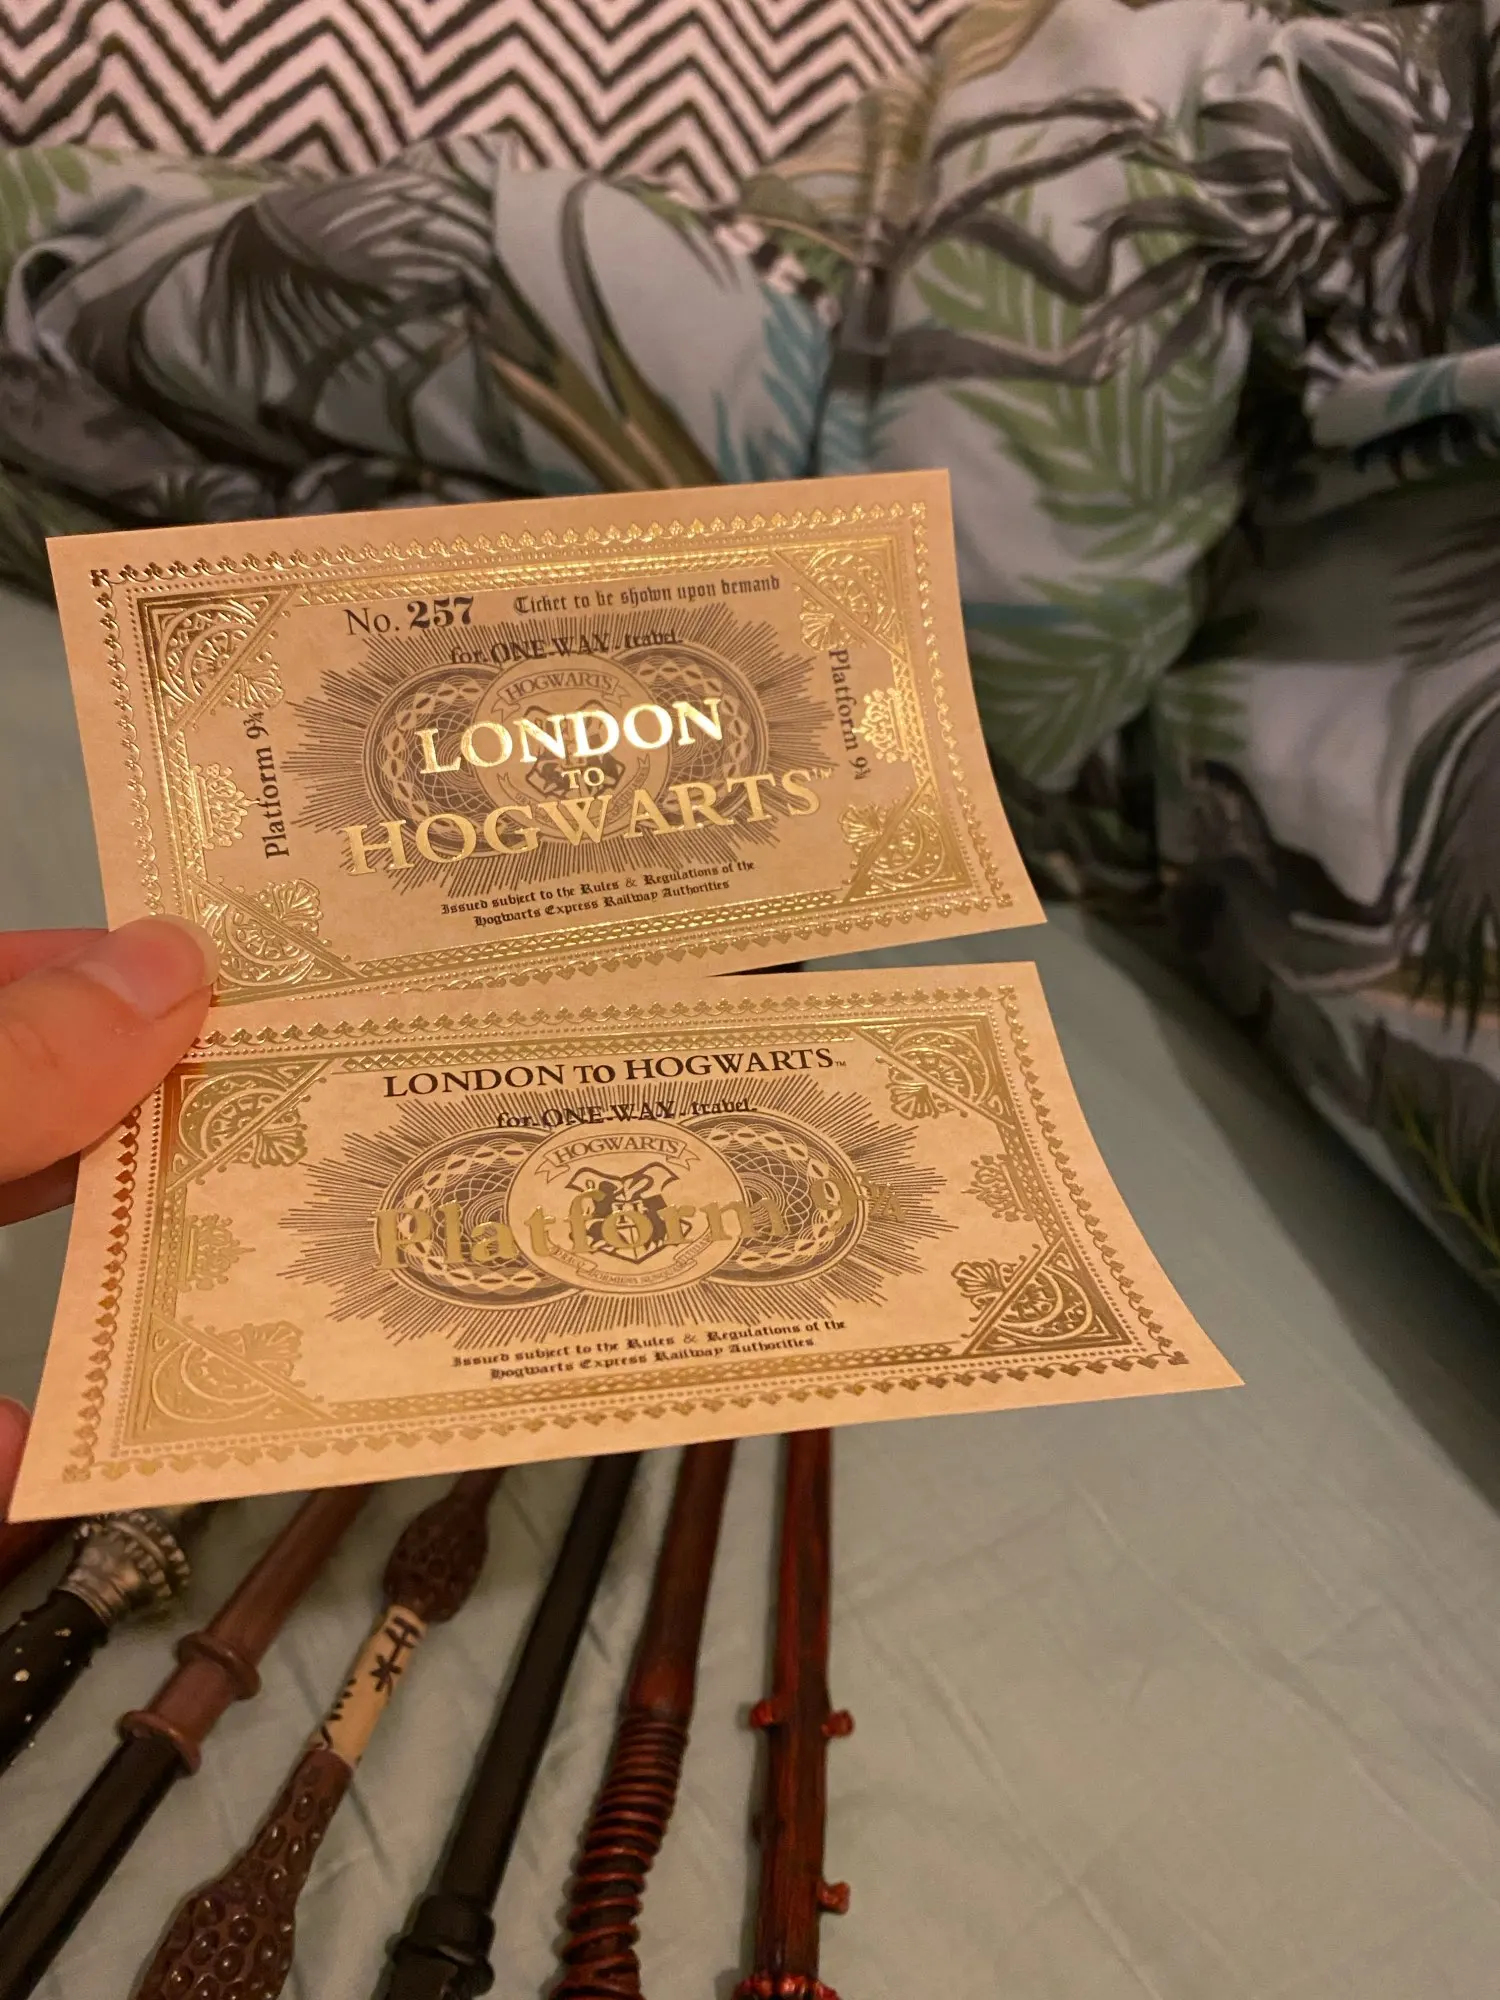 No. 257 Ticket to be shown upon demand
for ONE WAY travel.
HOGWARTS
Platform 9¾
LONDON
TO
HOGWARTS™
Platform 9¾
Issued subject to the Rules & Regulations of the
Hogwarts Express Railway Authorities
LONDON TO HOGWARTS™
for ONE WAY travel.
HOGWARTS
Platform 9¾
Issued subject to the Rules & Regulations of the
Hogwarts Express Railway Authorities